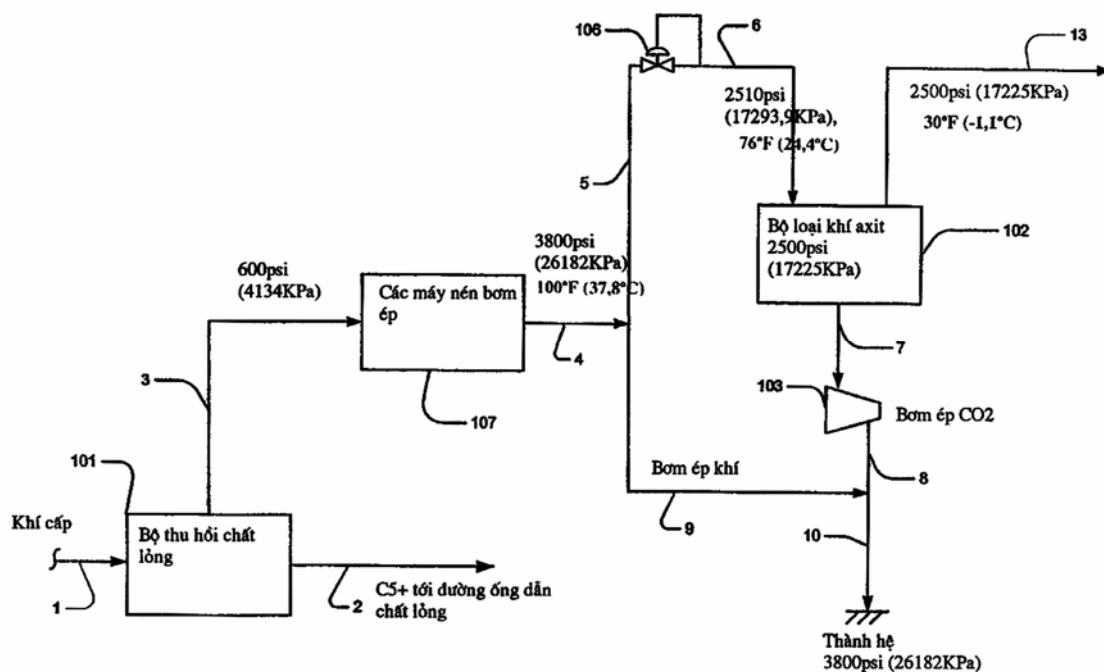 106
6
13
2510psi
(17293,9KPa),
76°F (24,4°C)
2500psi (17225KPa)
30°F (-1,1°C)
5
Bộ loại khí axit
2500psi
(17225KPa)
102
3800psi
(26182KPa)
100°F (37,8°C)
600psi
(4134KPa)
Các máy nén bơm
ép
4
7
3
107
103
Bơm ép CO2
101
Bơm ép khí
8
9
Khí cấp
Bộ thu hồi chất
lỏng
10
1
2
C5+ tới đường ống dẫn
chất lỏng
Thành hệ
3800psi (26182KPa)